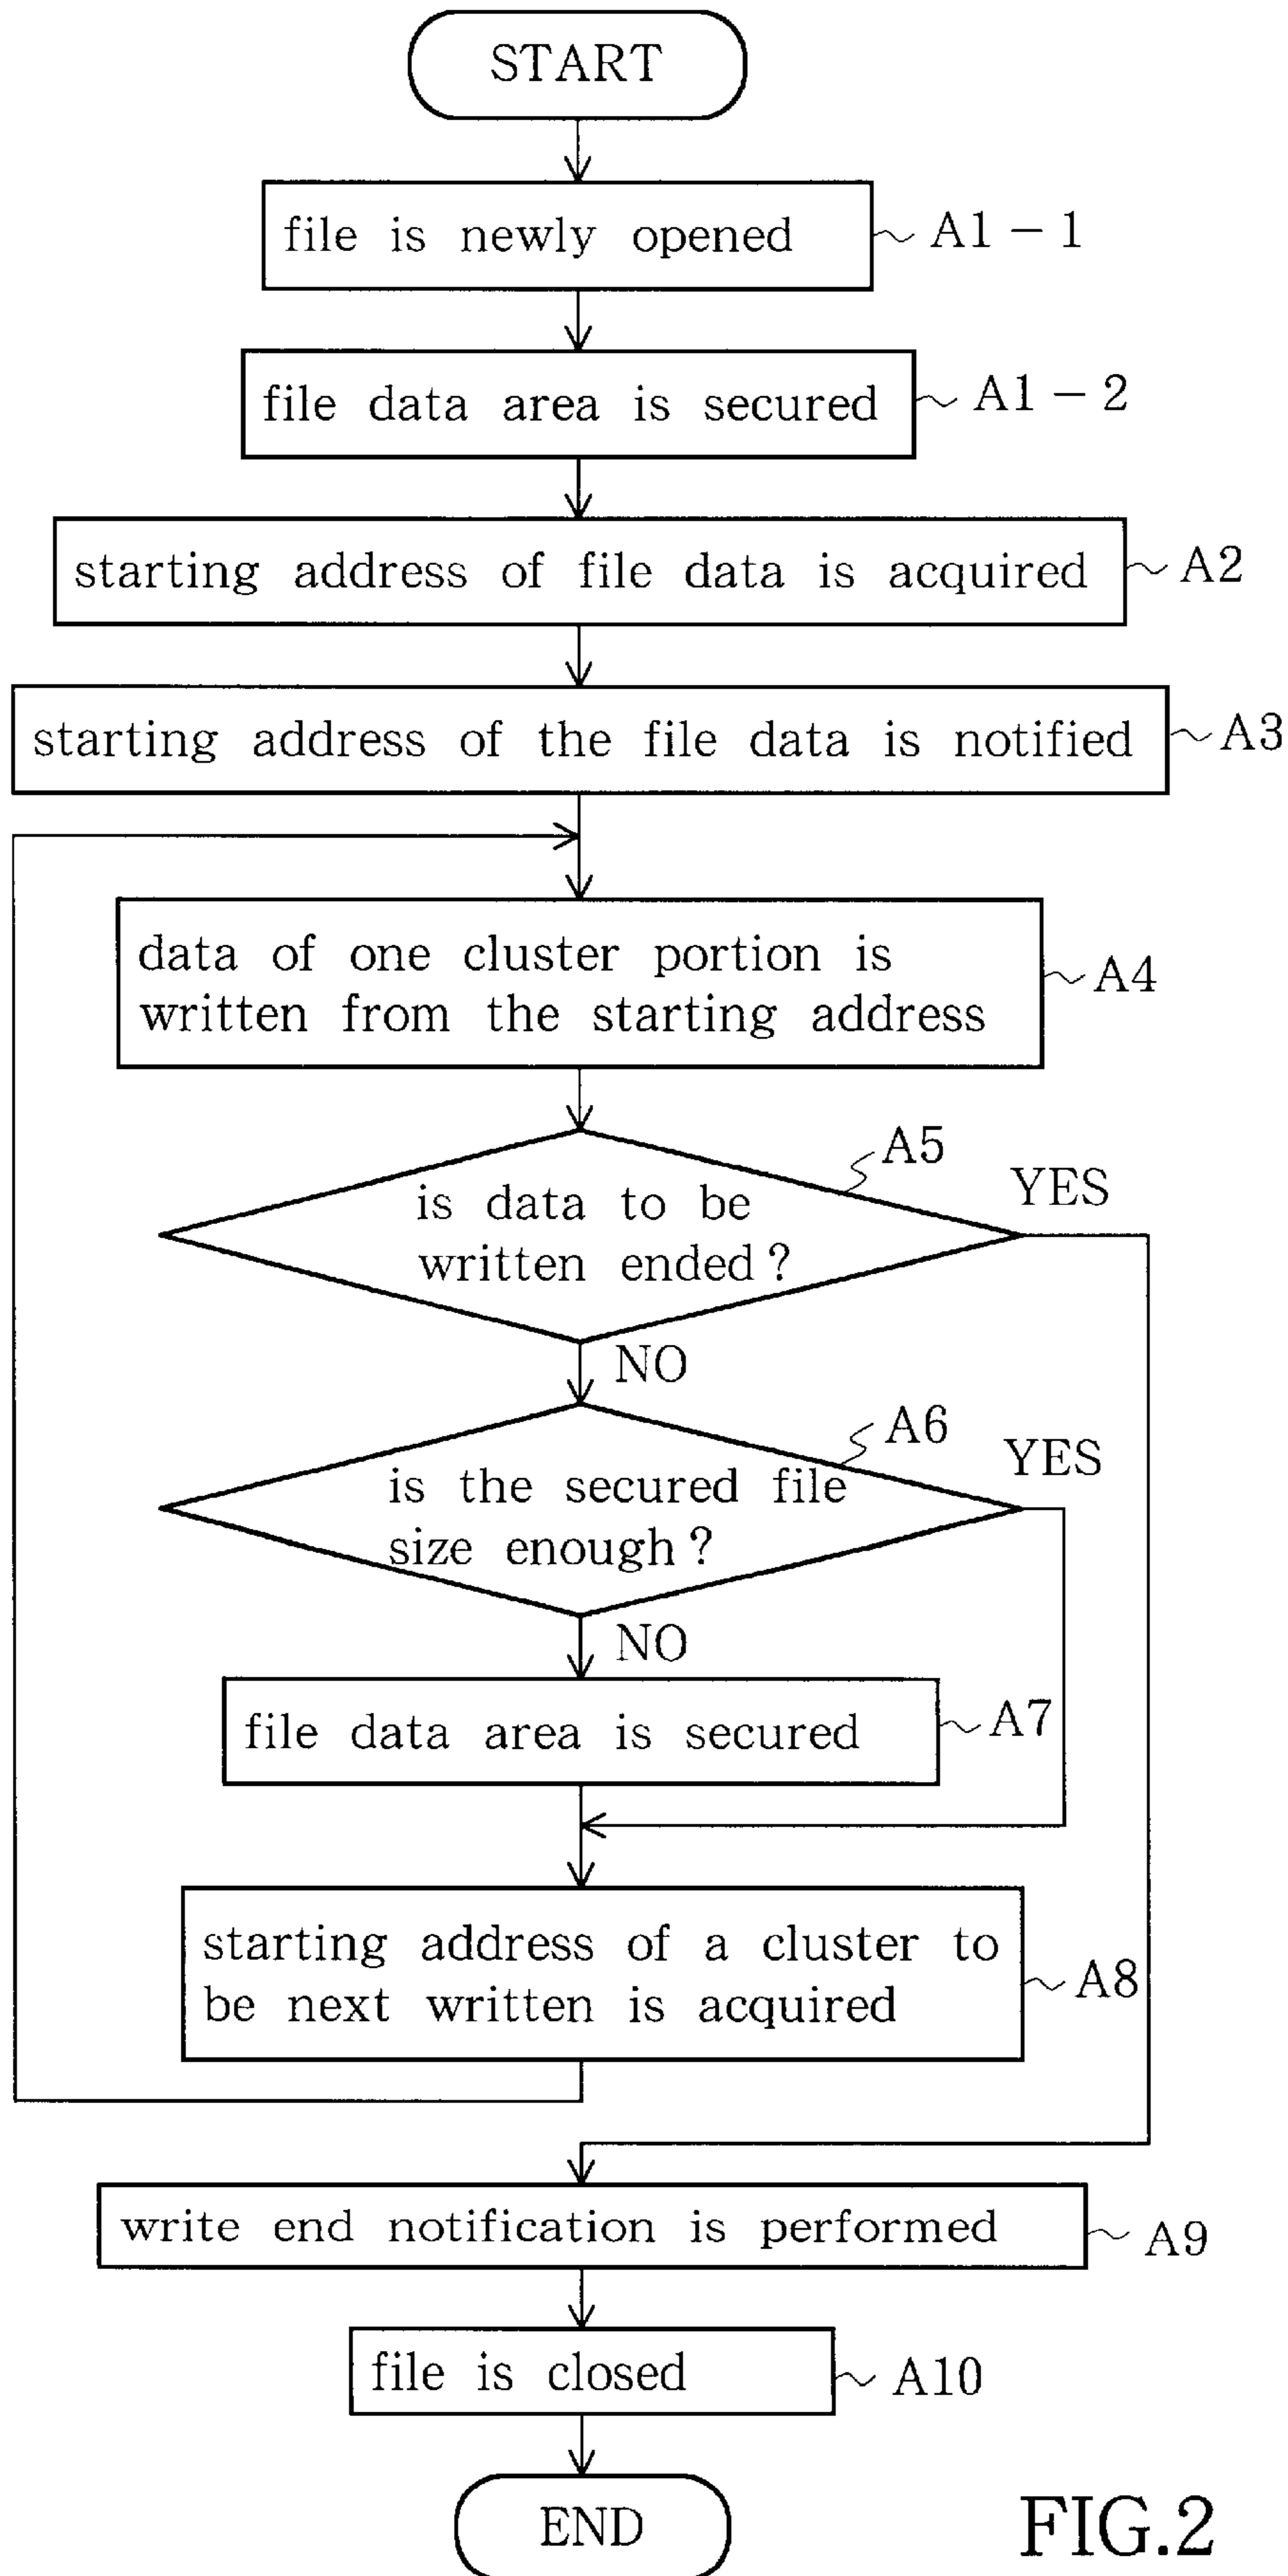 START
file is newly opened
A1-1
file data area is secured
A1-2
starting address of file data is acquired
A2
starting address of the file data is notified
A3
data of one cluster portion is
written from the starting address
A4
A5
YES
is data to be
written ended?
NO
A6
YES
is the secured file
size enough?
NO
file data area is secured
A7
starting address of a cluster to
be next written is acquired
A8
write end notification is performed
A9
file is closed
A10
END
FIG.2